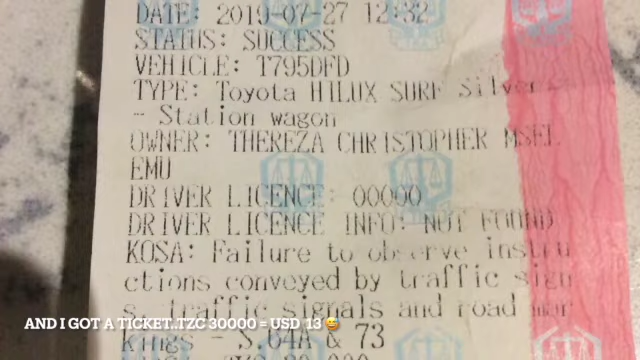 DATE: 2019-07-27 12:32
STATUS: SUCCESS
VEHICLE: T795DFD
TYPE: Toyota HILUX SURF Silver
- Station wagon
OWNER: THEREZA CHRISTOPHER MSEL
EMU
DRIVER LICENCE: 00000
DRIVER LICENCE INFO: NOT FOUND
KOSA: Failure to observe instru
ctions conveyed by traffic sign
s, traffic signals and road mar
AND I GOT A TICKET..TZC 30000 = USD 13 😅
kings - S.64A & 73